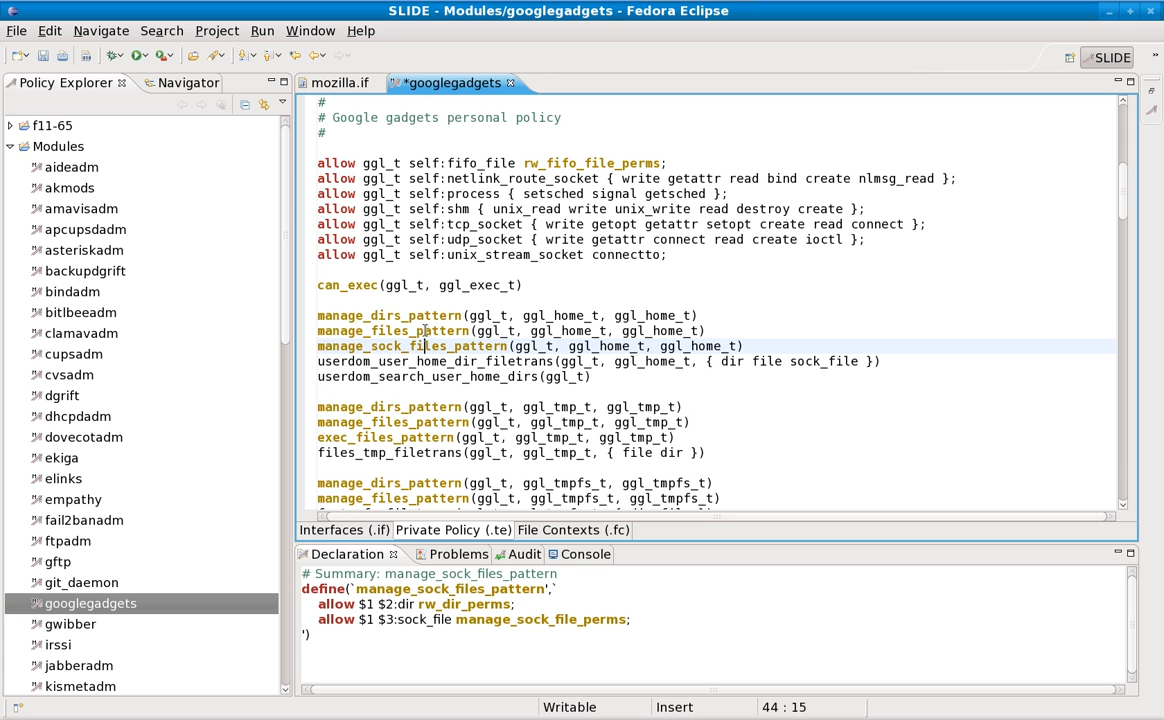 SLIDE - Modules/googlegadgets - Fedora Eclipse
File Edit Navigate Search Project Run Window Help
SLIDE
Policy Explorer
Navigator
f11-65
Modules
aideadm
akmods
amavisadm
apcupsdadm
asteriskadm
backupdgrift
bindadm
bitlbeeadm
clamavadm
cupsadm
cvsadm
dgrift
dhcpdadm
dovecotadm
ekiga
elinks
empathy
fail2banadm
ftpadm
gftp
git_daemon
googlegadgets
gwibber
irssi
jabberadm
kismetadm
mozilla.if
*googlegadgets
#
# Google gadgets personal policy
#
allow ggl_t self:fifo_file rw_fifo_file_perms;
allow ggl_t self:netlink_route_socket { write getattr read bind create nlmsg_read };
allow ggl_t self:process { setsched signal getsched };
allow ggl_t self:shm { unix_read write unix_write read destroy create };
allow ggl_t self:tcp_socket { write getopt getattr setopt create read connect };
allow ggl_t self:udp_socket { write getattr connect read create ioctl };
allow ggl_t self:unix_stream_socket connectto;
can_exec(ggl_t, ggl_exec_t)
manage_dirs_pattern(ggl_t, ggl_home_t, ggl_home_t)
manage_files_pattern(ggl_t, ggl_home_t, ggl_home_t)
manage_sock_files_pattern(ggl_t, ggl_home_t, ggl_home_t)
userdom_user_home_dir_filetrans(ggl_t, ggl_home_t, { dir file sock_file })
userdom_search_user_home_dirs(ggl_t)
manage_dirs_pattern(ggl_t, ggl_tmp_t, ggl_tmp_t)
manage_files_pattern(ggl_t, ggl_tmp_t, ggl_tmp_t)
exec_files_pattern(ggl_t, ggl_tmp_t, ggl_tmp_t)
files_tmp_filetrans(ggl_t, ggl_tmp_t, { file dir })
manage_dirs_pattern(ggl_t, ggl_tmpfs_t, ggl_tmpfs_t)
manage_files_pattern(ggl_t, ggl_tmpfs_t, ggl_tmpfs_t)
Interfaces (.if) Private Policy (.te) File Contexts (.fc)
Declaration
Problems Audit Console
# Summary: manage_sock_files_pattern
define(`manage_sock_files_pattern',`
allow $1 $2:dir rw_dir_perms;
allow $1 $3:sock_file manage_sock_file_perms;
')
Writable Insert 44 : 15